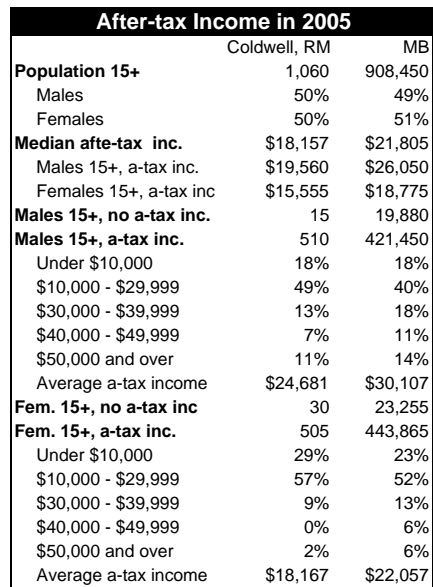 After-tax Income in 2005
Coldwell, RM MB
Population 15+ 1,060 908,450
Males 50% 49%
Females 50% 51%
Median afte-tax inc. $18,157 $21,805
Males 15+, a-tax inc. $19,560 $26,050
Females 15+, a-tax inc $15,555 $18,775
Males 15+, no a-tax inc. 15 19,880
Males 15+, a-tax inc. 510 421,450
Under $10,000 18% 18%
$10,000 - $29,999 49% 40%
$30,000 - $39,999 13% 18%
$40,000 - $49,999 7% 11%
$50,000 and over 11% 14%
Average a-tax income $24,681 $30,107
Fem. 15+, no a-tax inc 30 23,255
Fem. 15+, a-tax inc. 505 443,865
Under $10,000 29% 23%
$10,000 - $29,999 57% 52%
$30,000 - $39,999 9% 13%
$40,000 - $49,999 0% 6%
$50,000 and over 2% 6%
Average a-tax income $18,167 $22,057